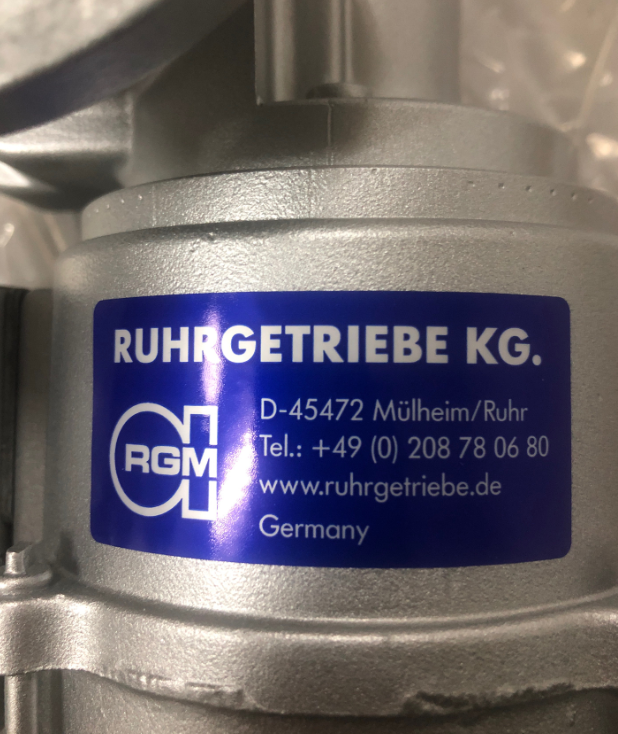 RUHRGETRIEBE KG.
RGM
D-45472 Mülheim/Ruhr
Tel.: +49 (0) 208 78 06 80
www.ruhrgetriebe.de
Germany